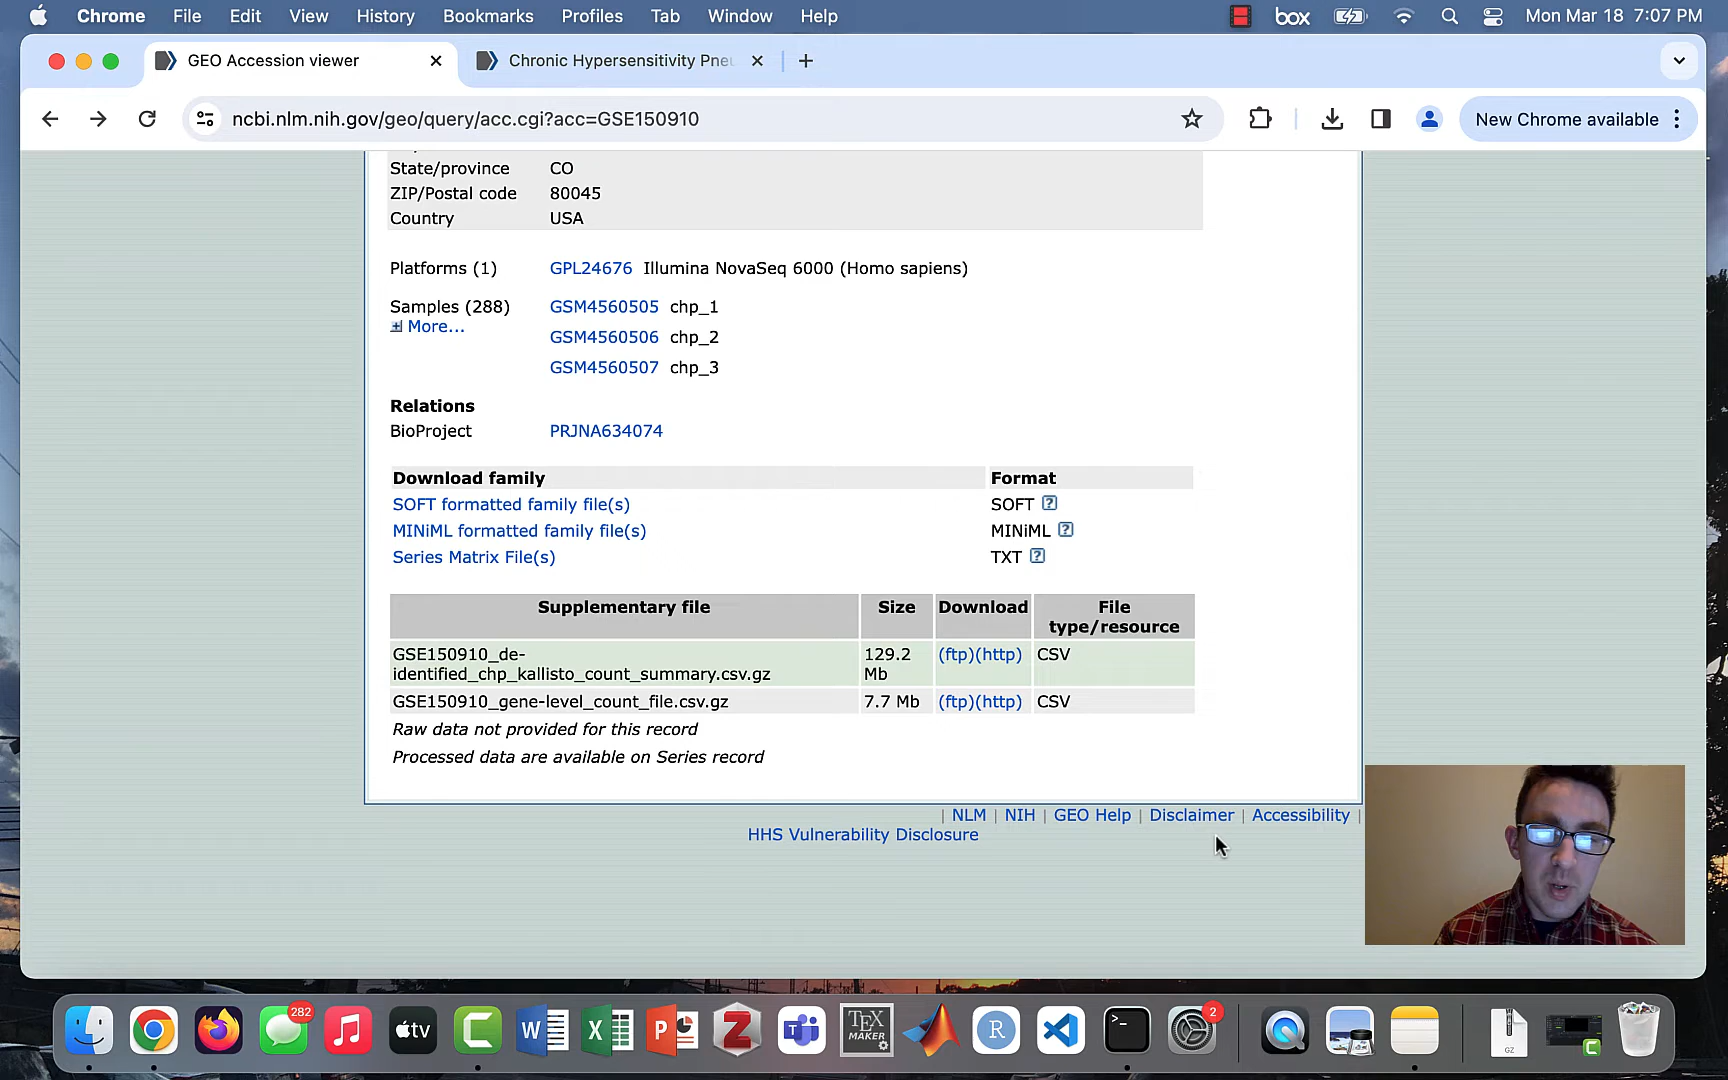 Chrome File Edit View History Bookmarks Profiles Tab Window Help box Mon Mar 18 7:07 PM
GEO Accession viewer Chronic Hypersensitivity Pneu
ncbi.nlm.nih.gov/geo/query/acc.cgi?acc=GSE150910 New Chrome available
State/province CO
ZIP/Postal code 80045
Country USA
Platforms (1) GPL24676 Illumina NovaSeq 6000 (Homo sapiens)
Samples (288) GSM4560505 chp_1
More...
GSM4560506 chp_2
GSM4560507 chp_3
Relations
BioProject PRJNA634074
Download family Format
SOFT formatted family file(s) SOFT ?
MINiML formatted family file(s) MINiML ?
Series Matrix File(s) TXT ?
Supplementary file Size Download File
type/resource
GSE150910_de- 129.2 (ftp)(http) CSV
identified_chp_kallisto_count_summary.csv.gz Mb
GSE150910_gene-level_count_file.csv.gz 7.7 Mb (ftp)(http) CSV
Raw data not provided for this record
Processed data are available on Series record
| NLM | NIH | GEO Help | Disclaimer | Accessibility |
HHS Vulnerability Disclosure
282 tv W X P Z T TEX R >_ 2 GZ
MAKER